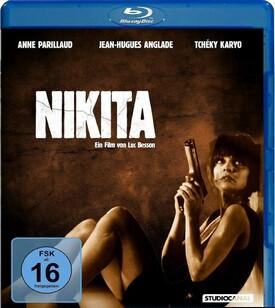 Blu-ray Disc
ANNE PARILLAUD JEAN-HUGUES ANGLADE TCHÉKY KARYO
NIKITA
Ein Film von Luc Besson
FSK
ab
16
freigegeben
STUDIOCANAL